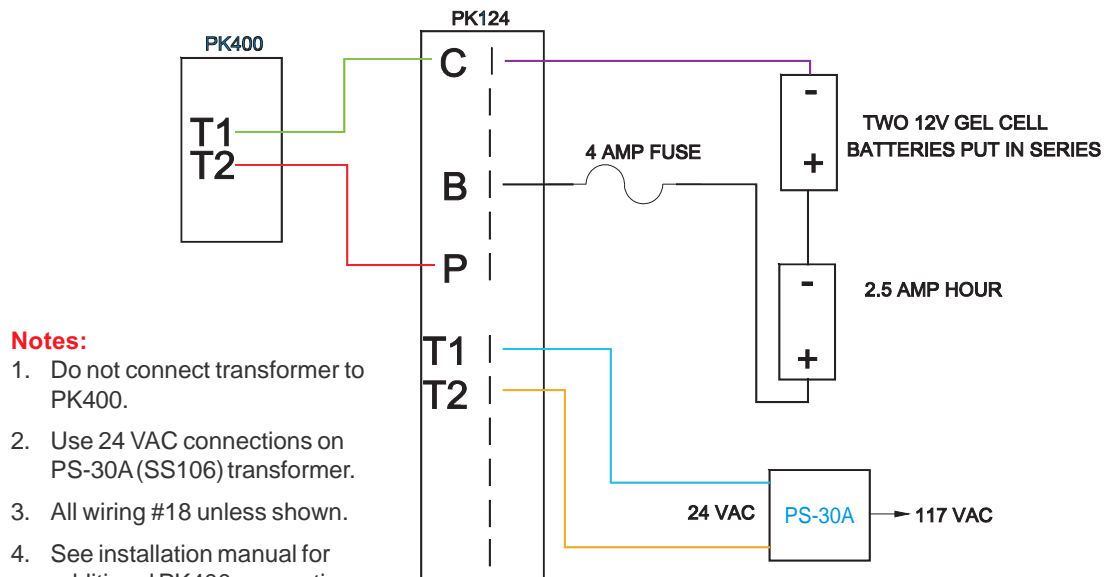 PK124
PK400
C
T1
T2
-
TWO 12V GEL CELL
BATTERIES PUT IN SERIES
+
4 AMP FUSE
B
P
-
2.5 AMP HOUR
+
Notes:
1. Do not connect transformer to
PK400.
2. Use 24 VAC connections on
PS-30A (SS106) transformer.
3. All wiring #18 unless shown.
4. See installation manual for
T1
T2
24 VAC
PS-30A
117 VAC